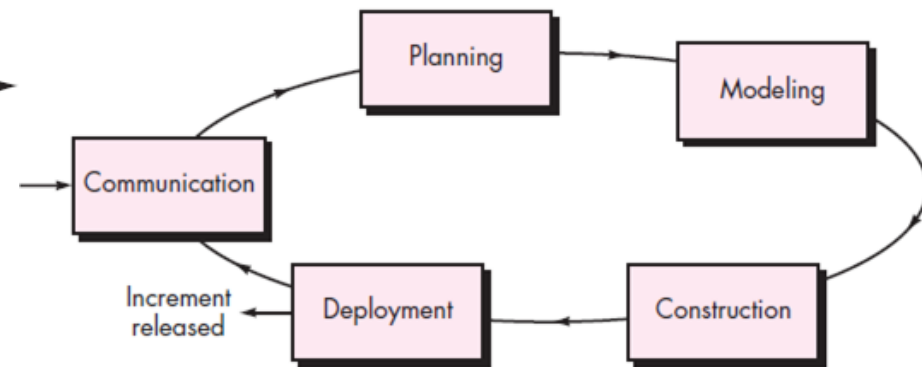 Planning
Modeling
Communication
Increment
released
Deployment
Construction